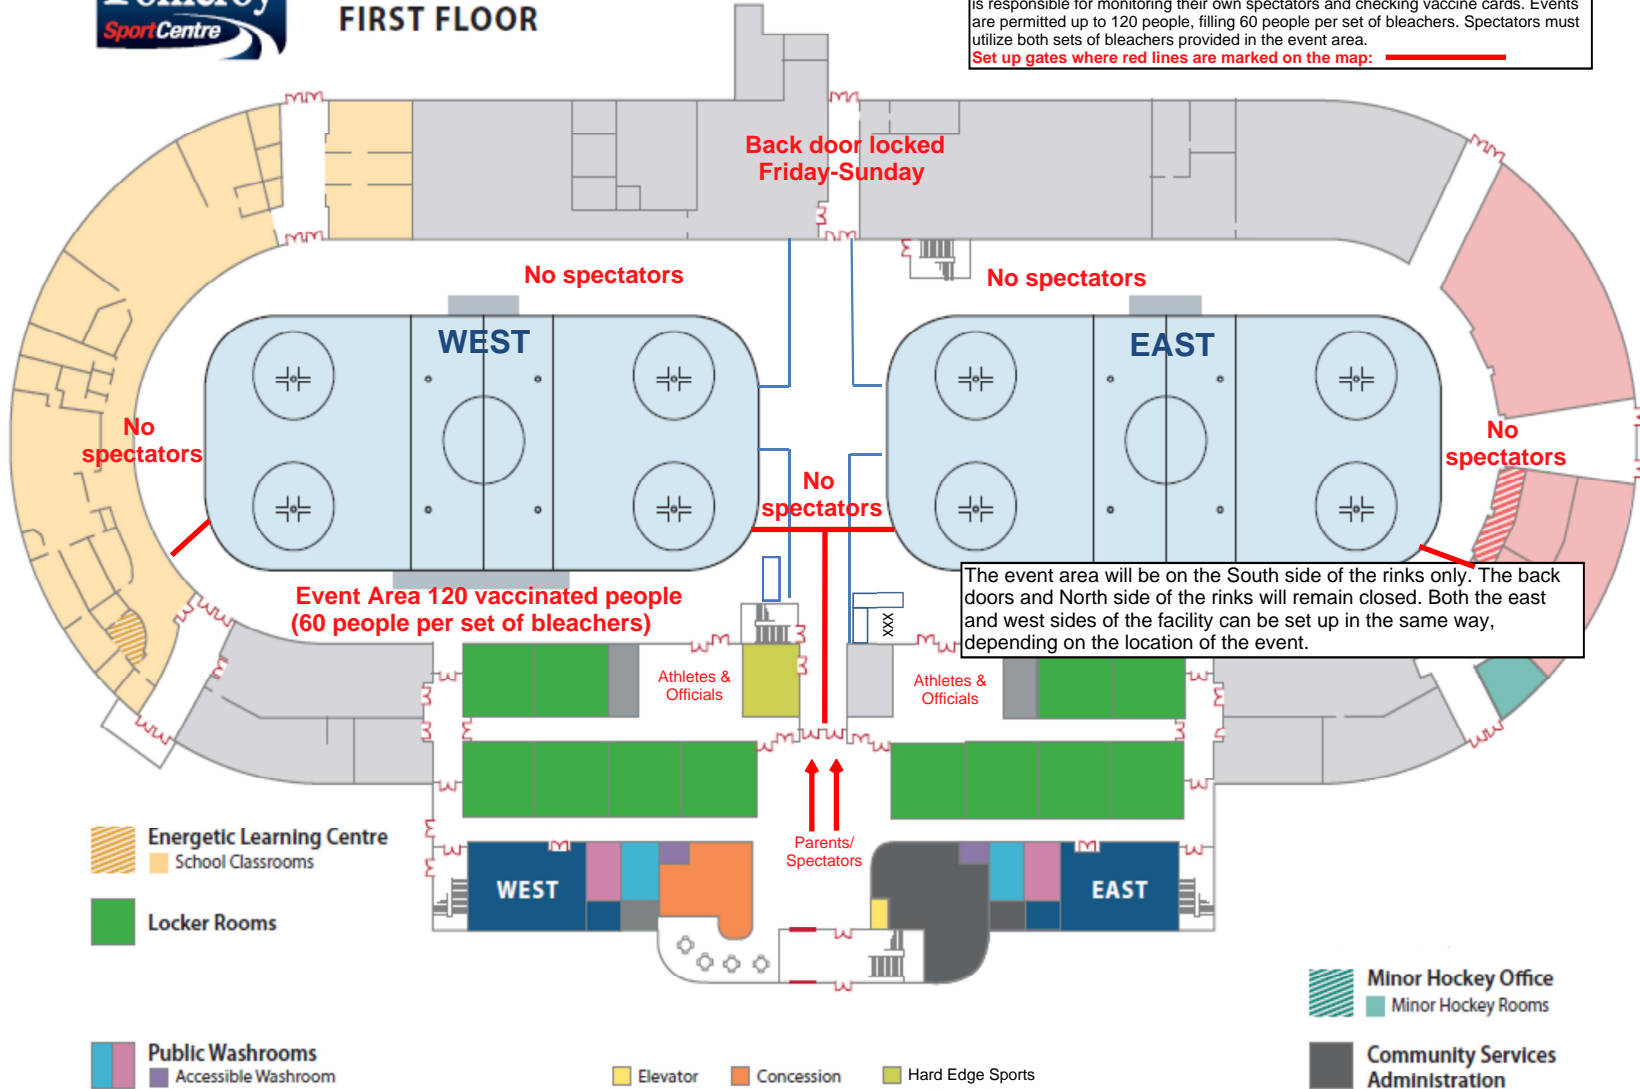 SportCentre
FIRST FLOOR
is responsible for monitoring their own spectators and checking vaccine cards. Events
are permitted up to 120 people, filling 60 people per set of bleachers. Spectators must
utilize both sets of bleachers provided in the event area.
Set up gates where red lines are marked on the map:
Back door locked
Friday-Sunday
No spectators
No spectators
WEST
EAST
No
spectators
No
spectators
No
spectators
Event Area 120 vaccinated people
(60 people per set of bleachers)
The event area will be on the South side of the rinks only. The back
doors and North side of the rinks will remain closed. Both the east
and west sides of the facility can be set up in the same way,
depending on the location of the event.
XXX
Athletes &
Officials
Athletes &
Officials
Parents/
Spectators
WEST
EAST
Energetic Learning Centre
School Classrooms
Locker Rooms
Public Washrooms
Accessible Washroom
Elevator
Concession
Hard Edge Sports
Minor Hockey Office
Minor Hockey Rooms
Community Services
Administration